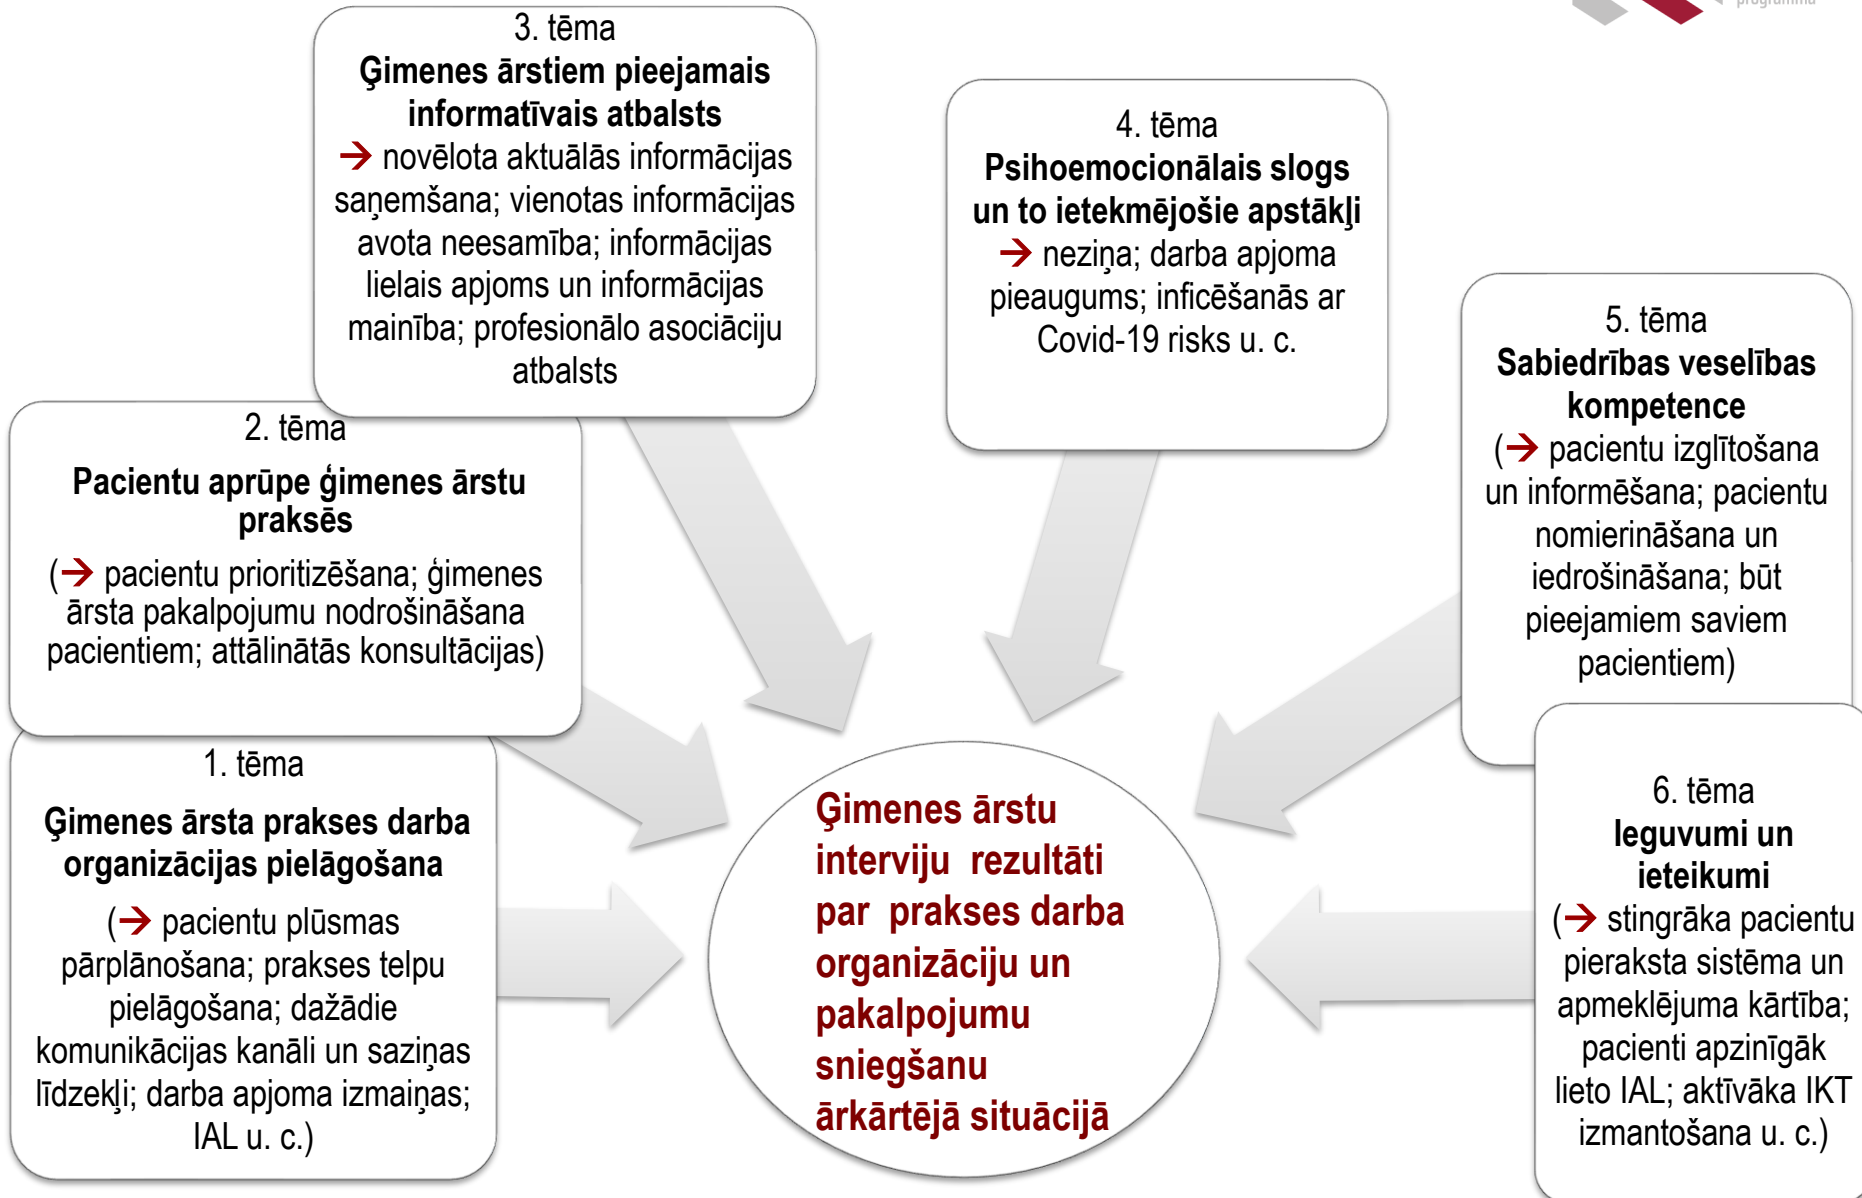 programma
3. tēma
Ģimenes ārstiem pieejamais
informatīvais atbalsts
➔ novēlota aktuālās informācijas
saņemšana; vienotas informācijas
avota neesamība; informācijas
lielais apjoms un informācijas
mainība; profesionālo asociāciju
atbalsts
4. tēma
Psihoemocionālais slogs
un to ietekmējošie apstākļi
➔ neziņa; darba apjoma
pieaugums; inficēšanās ar
Covid-19 risks u. c.
5. tēma
Sabiedrības veselības
kompetence
(➔ pacientu izglītošana
un informēšana; pacientu
nomierināšana un
iedrošināšana; būt
pieejamiem saviem
pacientiem)
2. tēma
Pacientu aprūpe ģimenes ārstu
praksēs
(➔ pacientu prioritizēšana; ģimenes
ārsta pakalpojumu nodrošināšana
pacientiem; attālinātās konsultācijas)
1. tēma
Ģimenes ārsta prakses darba
organizācijas pielāgošana
(➔ pacientu plūsmas
pārplānošana; prakses telpu
pielāgošana; dažādie
komunikācijas kanāli un saziņas
līdzekļi; darba apjoma izmaiņas;
IAL u. c.)
Ģimenes ārstu
interviju rezultāti
par prakses darba
organizāciju un
pakalpojumu
sniegšanu
ārkārtējā situācijā
6. tēma
Ieguvumi un
ieteikumi
(➔ stingrāka pacientu
pieraksta sistēma un
apmeklējuma kārtība;
pacienti apzinīgāk
lieto IAL; aktīvāka IKT
izmantošana u. c.)